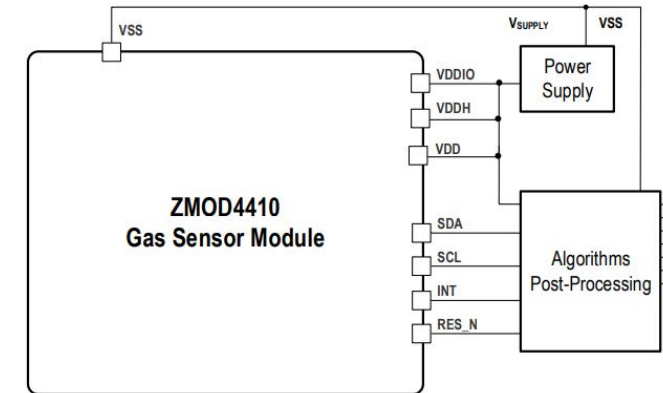 VSS
VSUPPLY VSS
Power
Supply
VDDIO
VDDH
VDD
ZMOD4410
Gas Sensor Module
SDA
SCL
INT
RES_N
Algorithms
Post-Processing